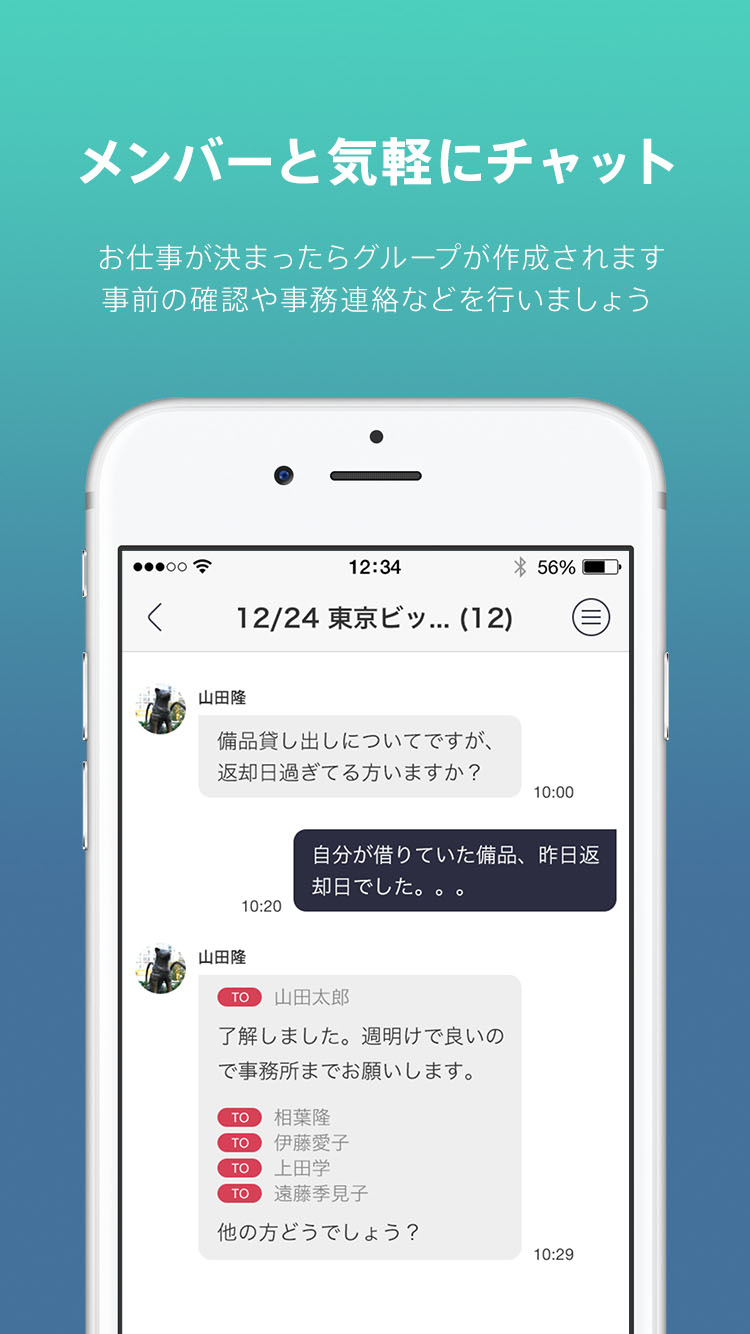 メンバーと気軽にチャット
お仕事が決まったらグループが作成されます
事前の確認や事務連絡などを行いましょう
12:34
56%
12/24 東京ビッ... (12)
山田隆
備品貸し出しについてですが、
返却日過ぎてる方いますか？
10:00
自分が借りていた備品、昨日返
却日でした。。。
10:20
山田隆
TO 山田太郎
了解しました。週明けで良いの
で事務所までお願いします。
TO 相葉隆
TO 伊藤愛子
TO 上田学
TO 遠藤季見子
他の方どうでしょう？
10:29